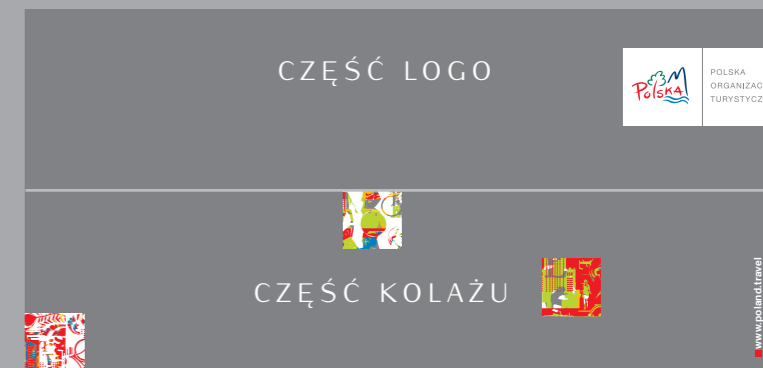 CZĘŚĆ LOGO
Polska
POLSKA
ORGANIZAC
TURYSTYCZ
CZĘŚĆ KOLAŻU
www.poland.travel